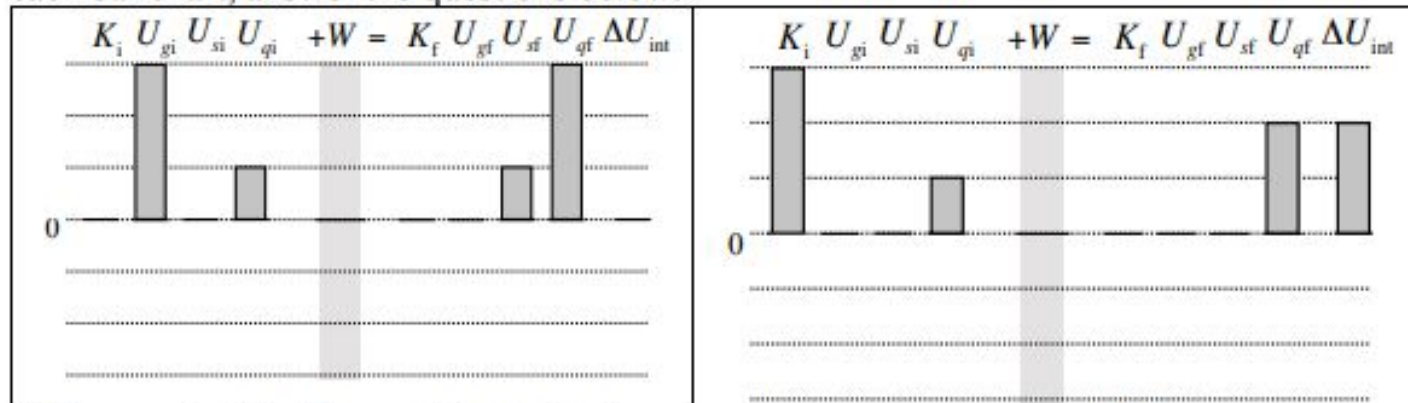 K_i U_gi U_si U_qi +W = K_f U_gf U_sf U_qf ΔU_int
0
K_i U_gi U_si U_qi +W = K_f U_gf U_sf U_qf ΔU_int
0